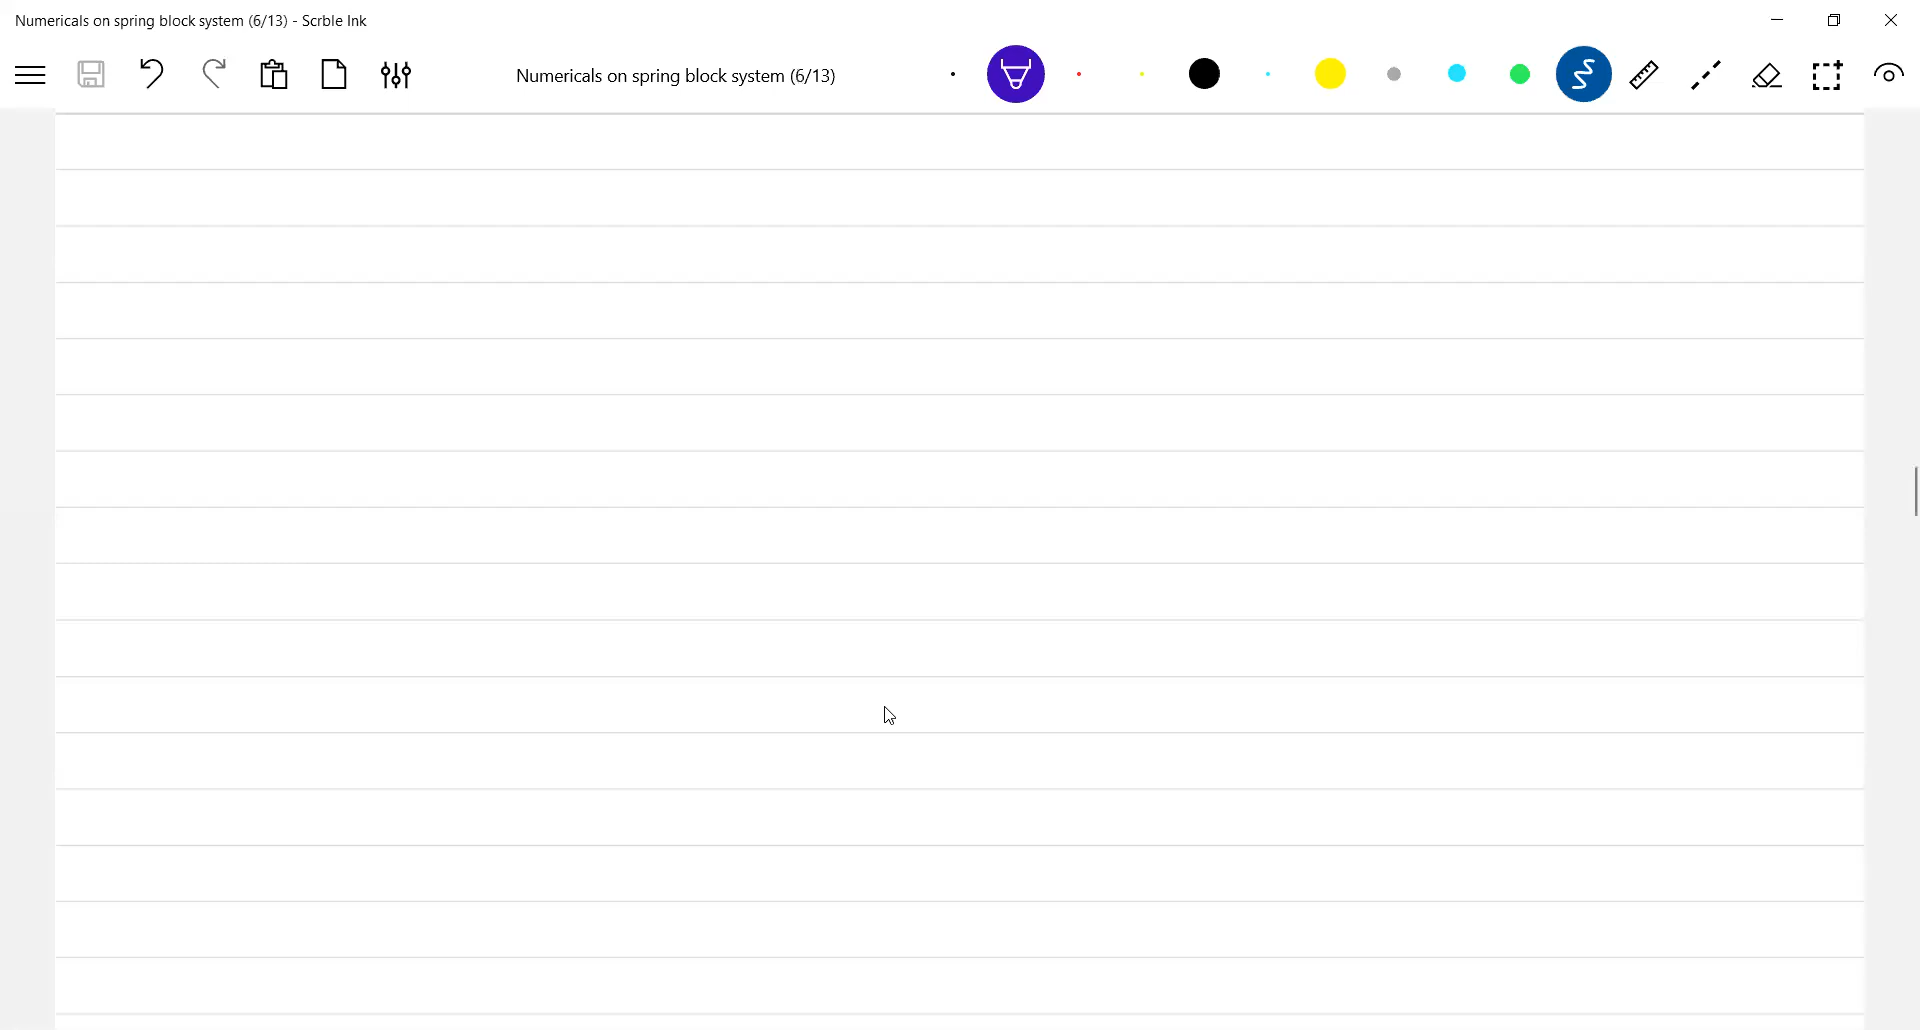 Numericals on spring block system (6/13) - Scrble Ink
Numericals on spring block system (6/13)